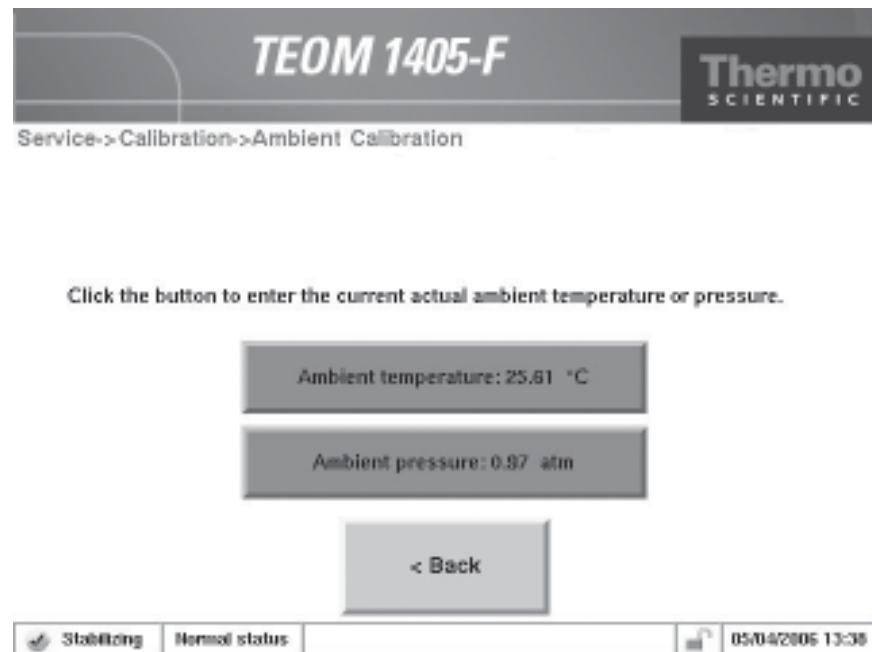 TEOM 1405-F
Thermo
SCIENTIFIC
Service->Calibration->Ambient Calibration
Click the button to enter the current actual ambient temperature or pressure.
Ambient temperature: 25.61 °C
Ambient pressure: 0.97 atm
< Back
Stabilizing
Normal status
05/04/2006 13:38